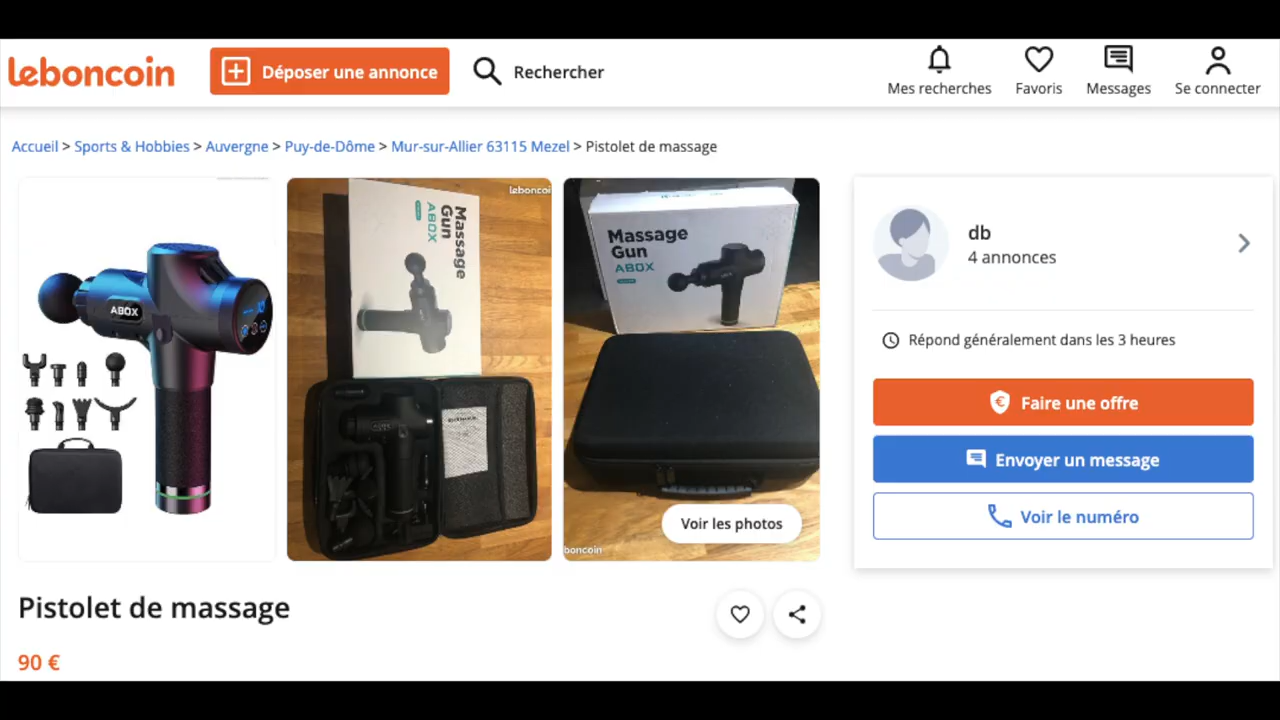 leboncoin
Déposer une annonce
Rechercher
Mes recherches
Favoris
Messages
Se connecter
Accueil > Sports & Hobbies > Auvergne > Puy-de-Dôme > Mur-sur-Allier 63115 Mezel > Pistolet de massage
ABOX
leboncoin
Massage
Gun
ABOX
Massage
Gun
ABOX
Voir les photos
boncoin
db
4 annonces
Répond généralement dans les 3 heures
Faire une offre
Envoyer un message
Voir le numéro
Pistolet de massage
90 €